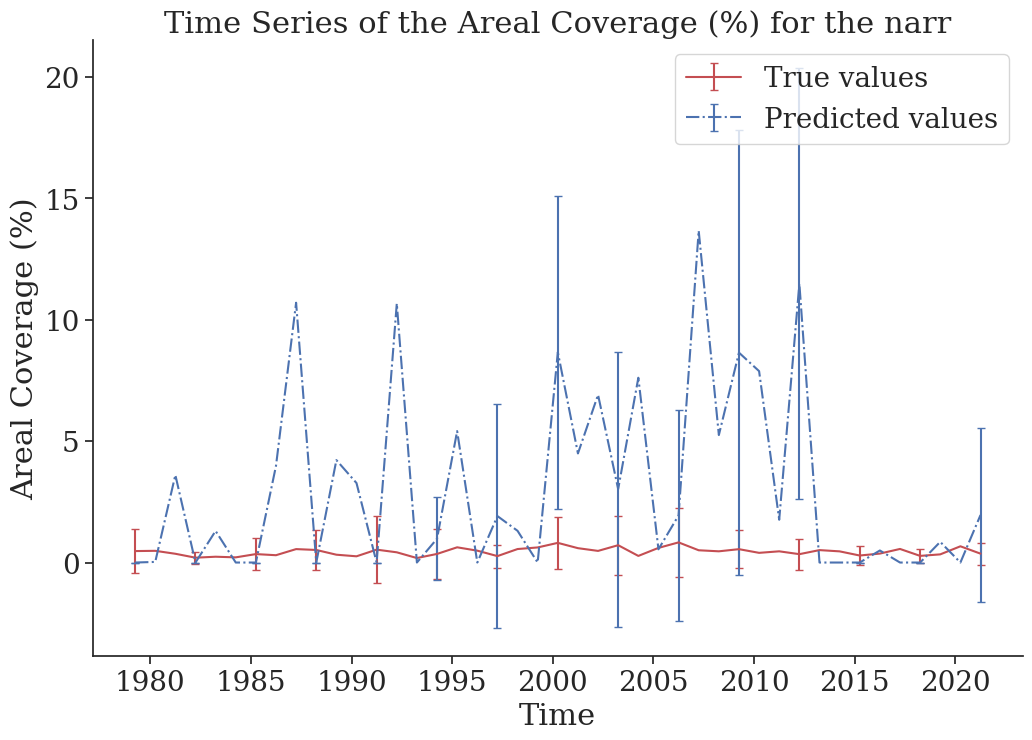 Time Series of the Areal Coverage (%) for the narr
True values
Predicted values
Areal Coverage (%)
20
15
10
5
0
1980 1985 1990 1995 2000 2005 2010 2015 2020
Time